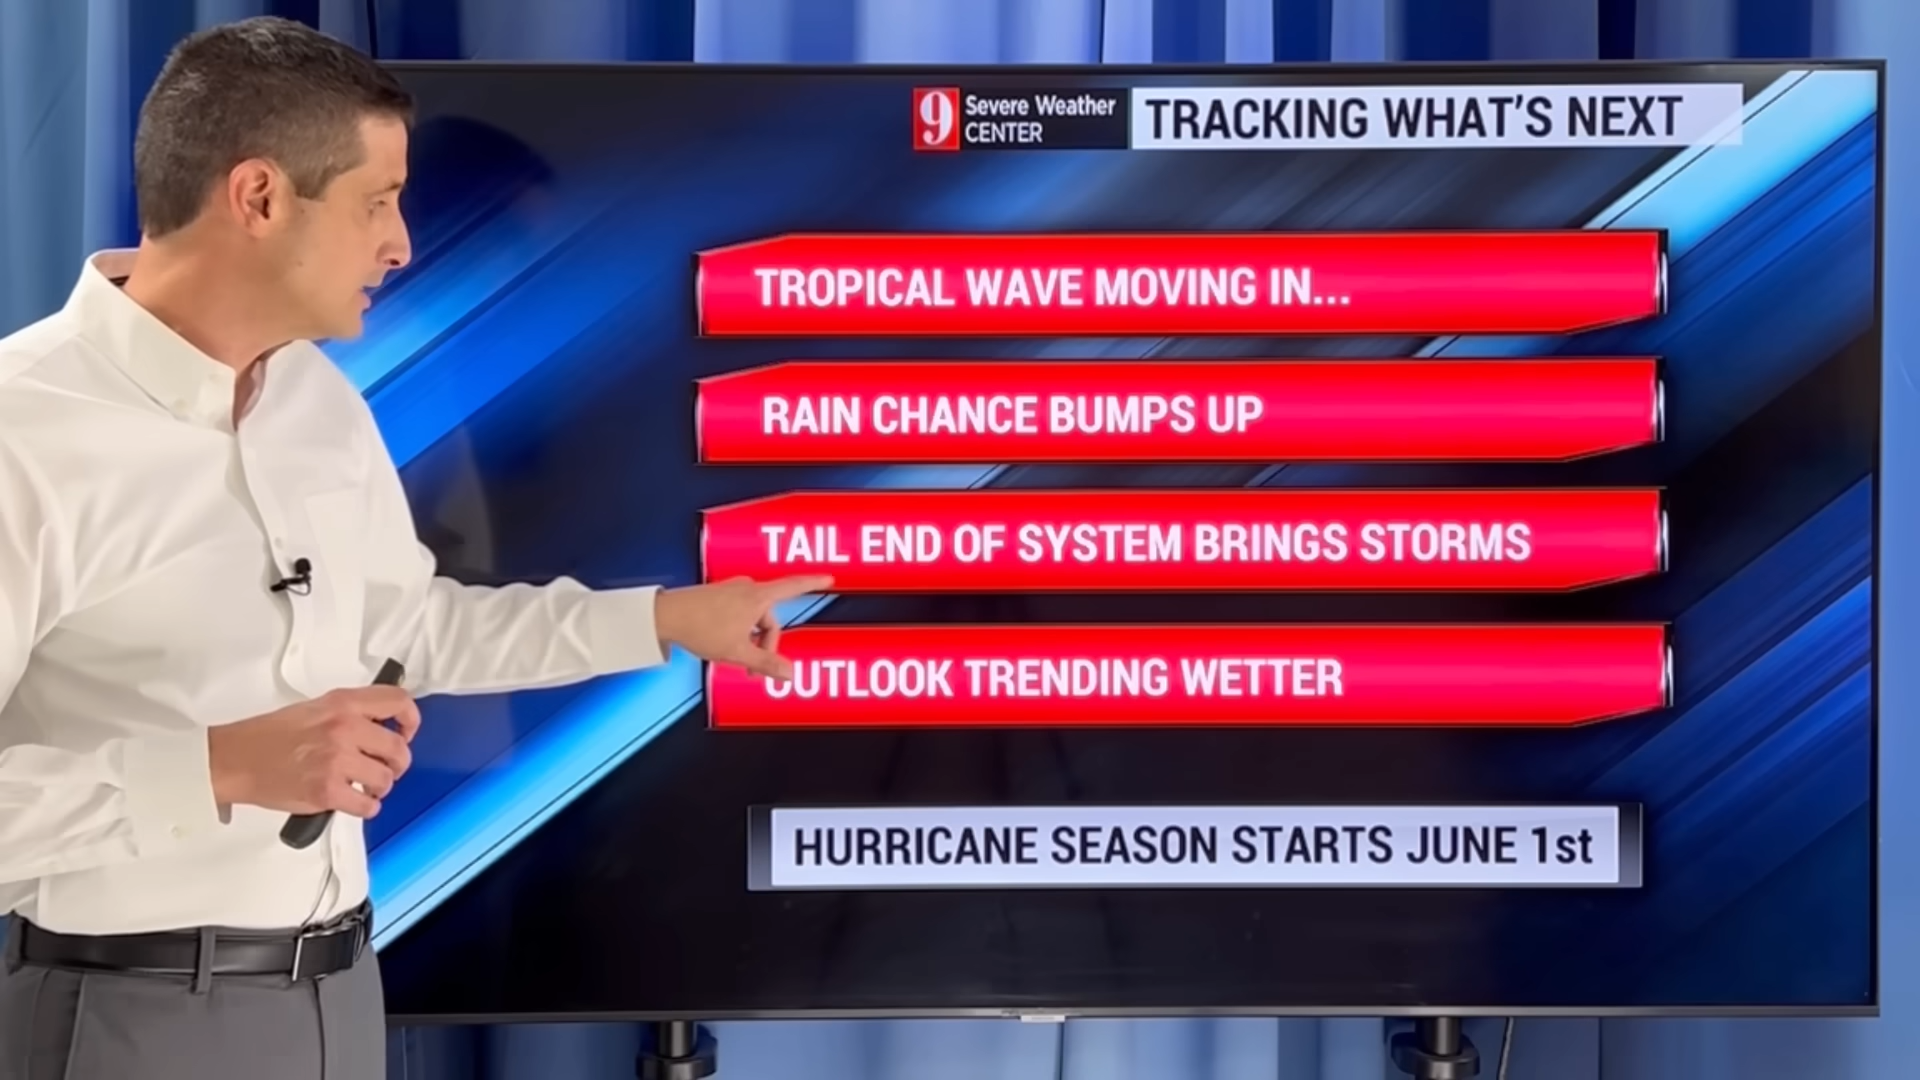 9 Severe Weather
CENTER
TRACKING WHAT'S NEXT
TROPICAL WAVE MOVING IN...
RAIN CHANCE BUMPS UP
TAIL END OF SYSTEM BRINGS STORMS
OUTLOOK TRENDING WETTER
HURRICANE SEASON STARTS JUNE 1st